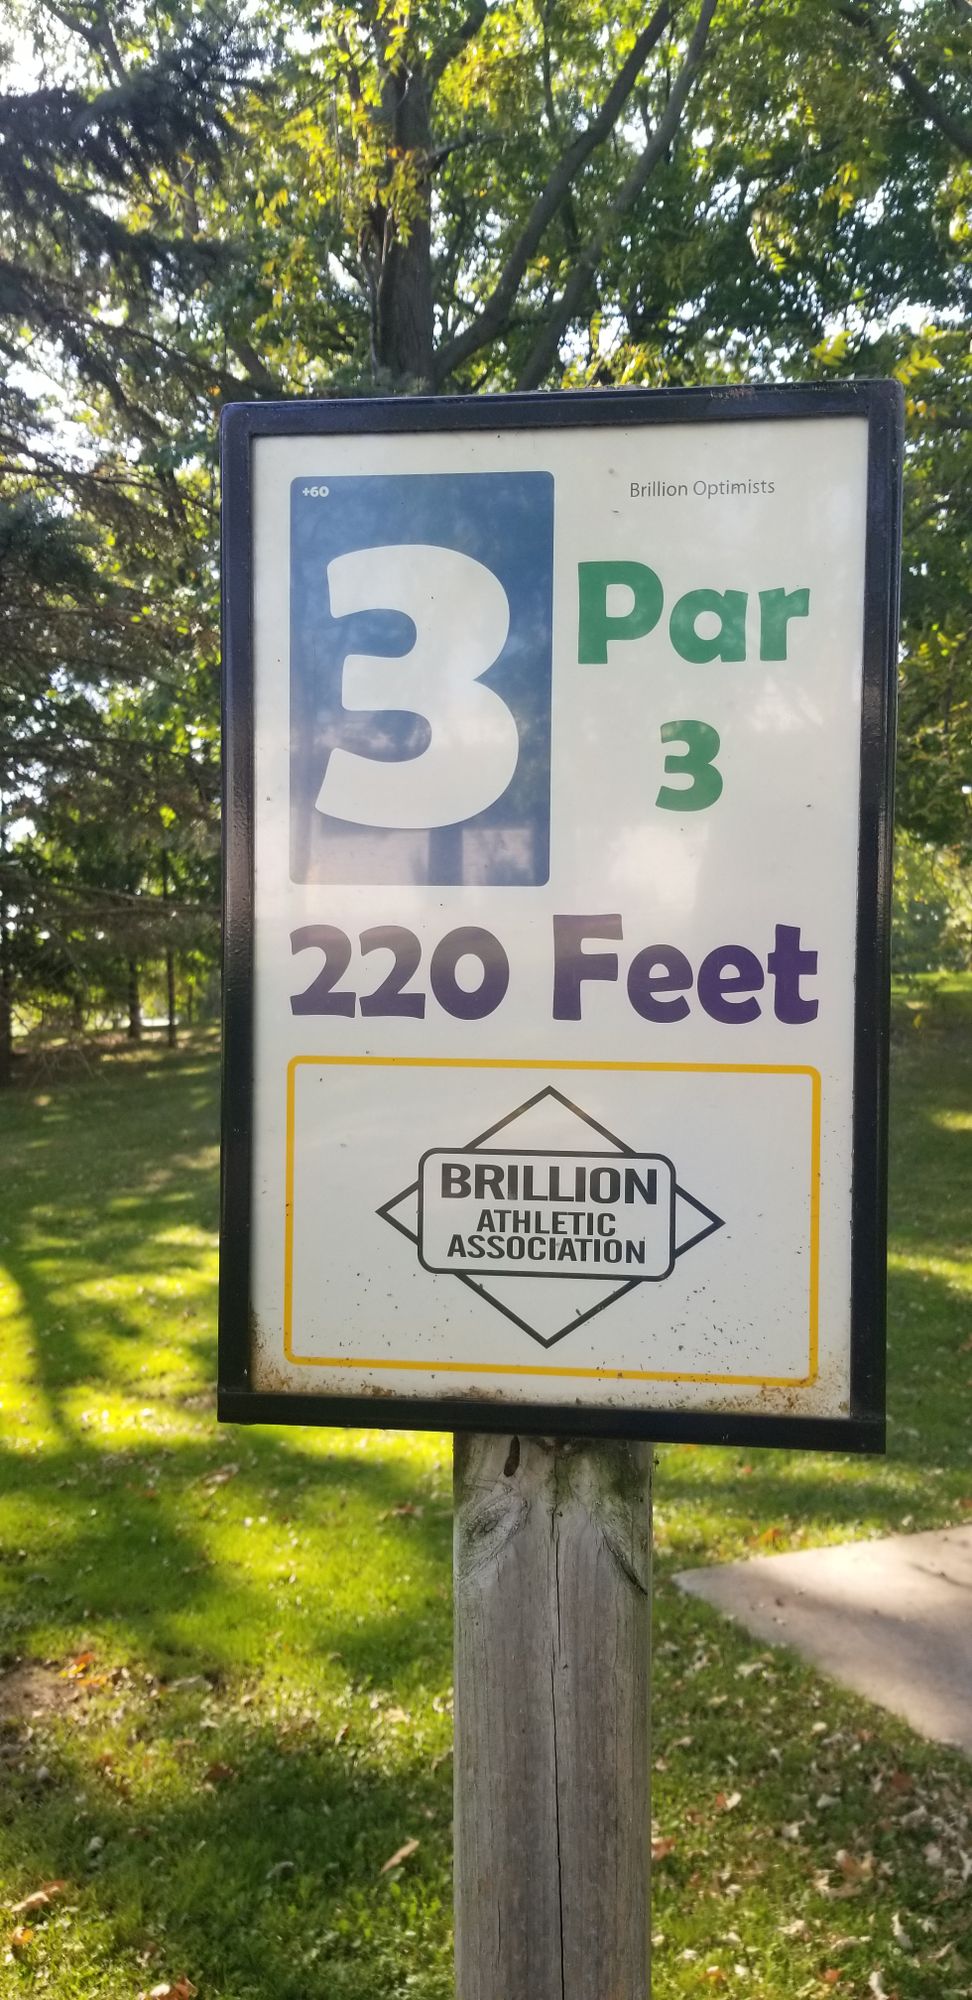 +60
Brillion Optimists
3
Par
3
220 Feet
BRILLION
ATHLETIC
ASSOCIATION